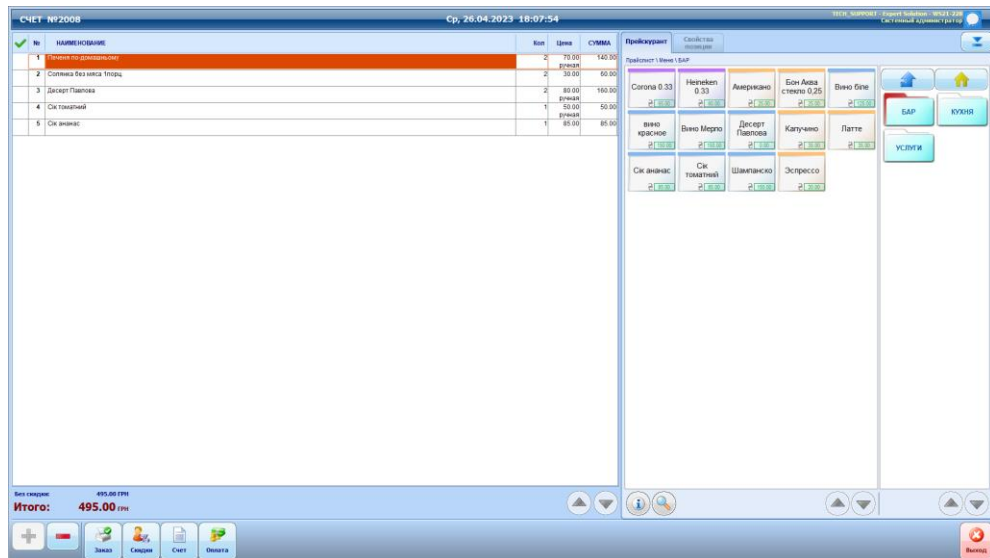 СЧЕТ №2008
Ср, 26.04.2023 18:07:54
TECH_SUPPORT - Expert Solution - WS21-220
Системный администратор
№ НАИМЕНОВАНИЕ Кол Цена СУММА
1 Печеня по-домашньому 2 70.00 140.00
ручная
2 Солянка без мяса 1порц 2 30.00 60.00
3 Десерт Павлова 2 80.00 160.00
ручная
4 Сік томатний 1 50.00 50.00
ручная
5 Сік ананас 1 85.00 85.00
Без скидки: 495.00 ГРН
Итого: 495.00 ГРН
Заказ Скидки Счет Оплата
Прейскурант
Свойства
позиции
Прайслист \ Меню \ БАР
Corona 0.33
Heineken
0.33
Американо
Бон Аква
стекло 0,25
Вино біле
вино
красное
Вино Мерло
Десерт
Павлова
Капучино
Латте
Сік ананас
Сік
томатний
Шампанско
Эспрессо
БАР
КУХНЯ
УСЛУГИ
Выход